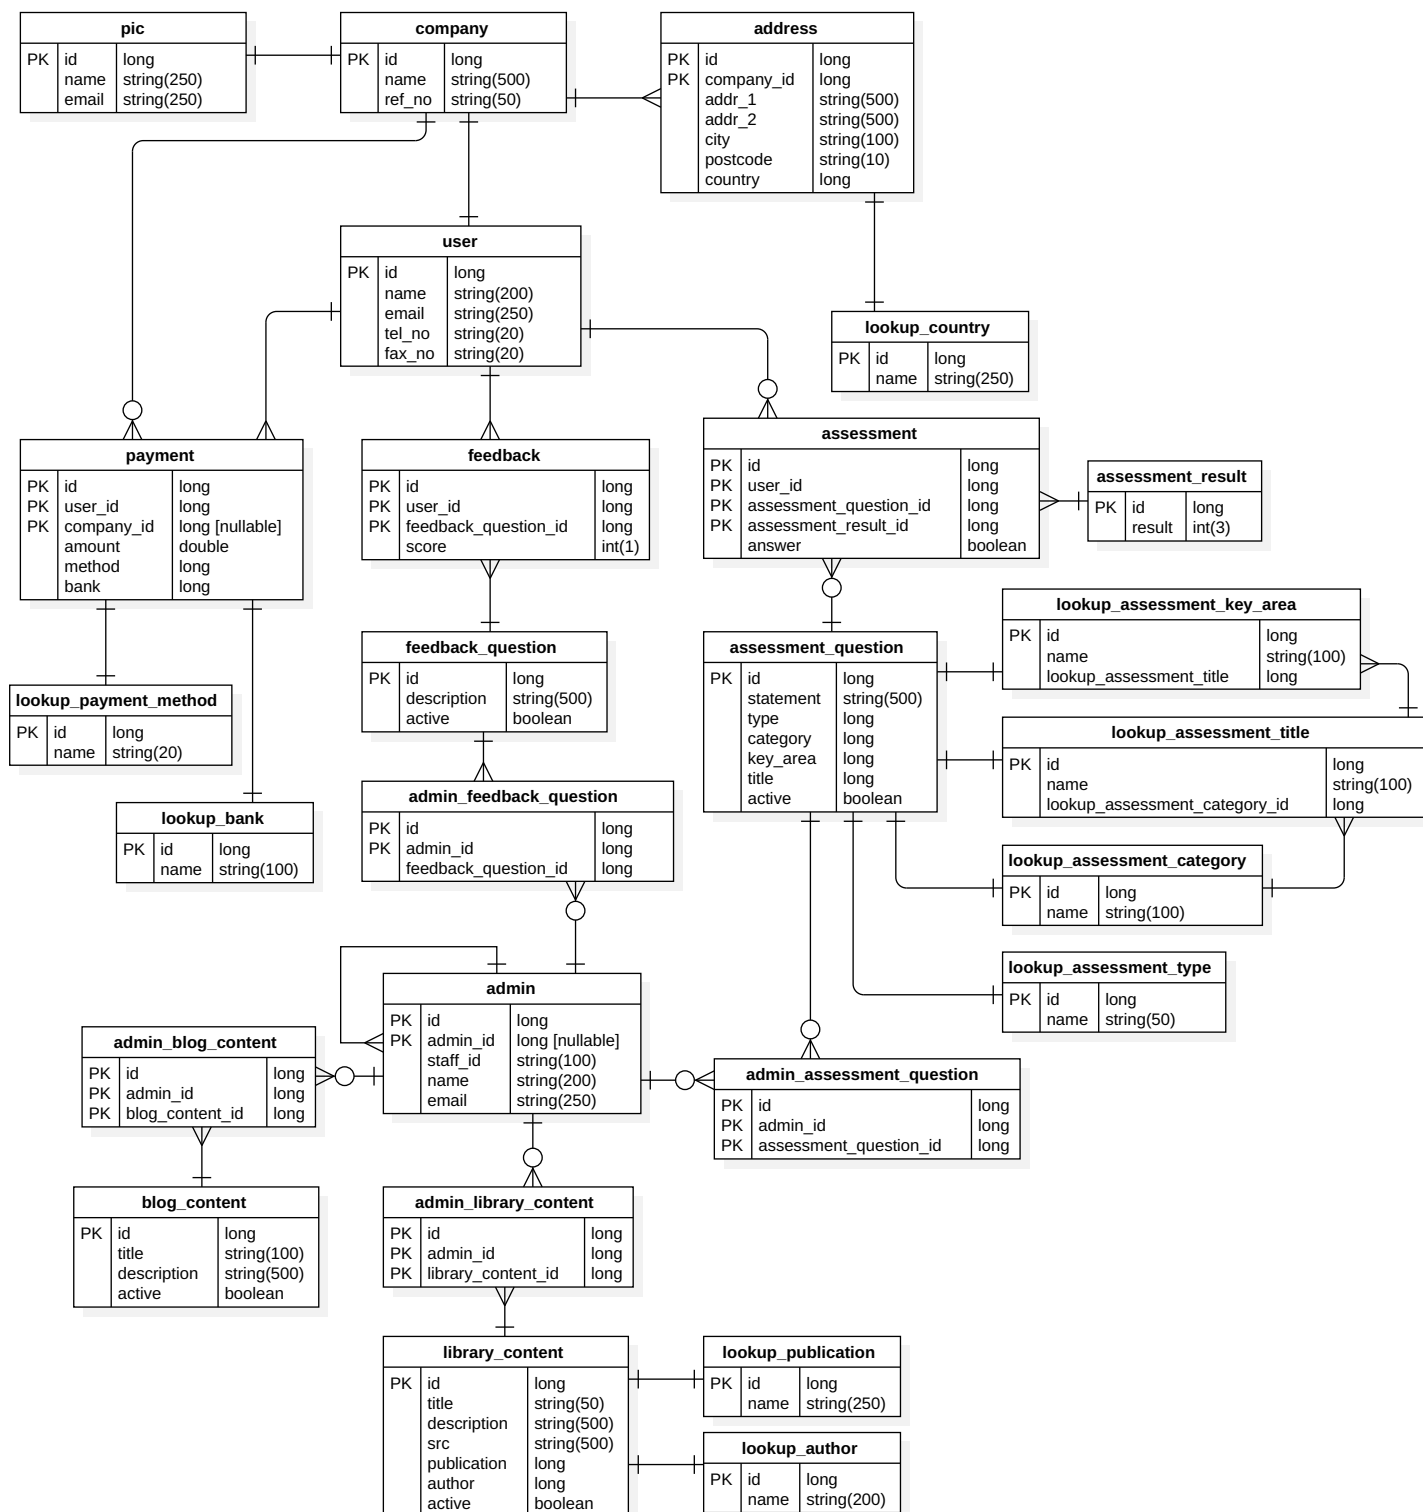 pic
PK id long
name string(250)
email string(250)
company
PK id long
name string(500)
ref_no string(50)
address
PK id long
PK company_id long
addr_1 string(500)
addr_2 string(500)
city string(100)
postcode string(10)
country long
user
PK id long
name string(200)
email string(250)
tel_no string(20)
fax_no string(20)
lookup_country
PK id long
name string(250)
payment
PK id long
PK user_id long
PK company_id long [nullable]
amount double
method long
bank long
feedback
PK id long
PK user_id long
PK feedback_question_id long
score int(1)
assessment
PK id long
PK user_id long
PK assessment_question_id long
PK assessment_result_id long
answer boolean
assessment_result
PK id long
result int(3)
lookup_payment_method
PK id long
name string(20)
lookup_bank
PK id long
name string(100)
feedback_question
PK id long
description string(500)
active boolean
assessment_question
PK id long
statement string(500)
type long
category long
key_area long
title long
active boolean
lookup_assessment_key_area
PK id long
name string(100)
lookup_assessment_title long
lookup_assessment_title
PK id long
name string(100)
lookup_assessment_category_id long
admin_feedback_question
PK id long
PK admin_id long
feedback_question_id long
lookup_assessment_category
PK id long
name string(100)
lookup_assessment_type
PK id long
name string(50)
admin
PK id long
PK admin_id long [nullable]
staff_id string(100)
name string(200)
email string(250)
admin_blog_content
PK id long
PK admin_id long
PK blog_content_id long
admin_assessment_question
PK id long
PK admin_id long
PK assessment_question_id long
blog_content
PK id long
title string(100)
description string(500)
active boolean
admin_library_content
PK id long
PK admin_id long
PK library_content_id long
library_content
PK id long
title string(50)
description string(500)
src string(500)
publication long
author long
active boolean
lookup_publication
PK id long
name string(250)
lookup_author
PK id long
name string(200)